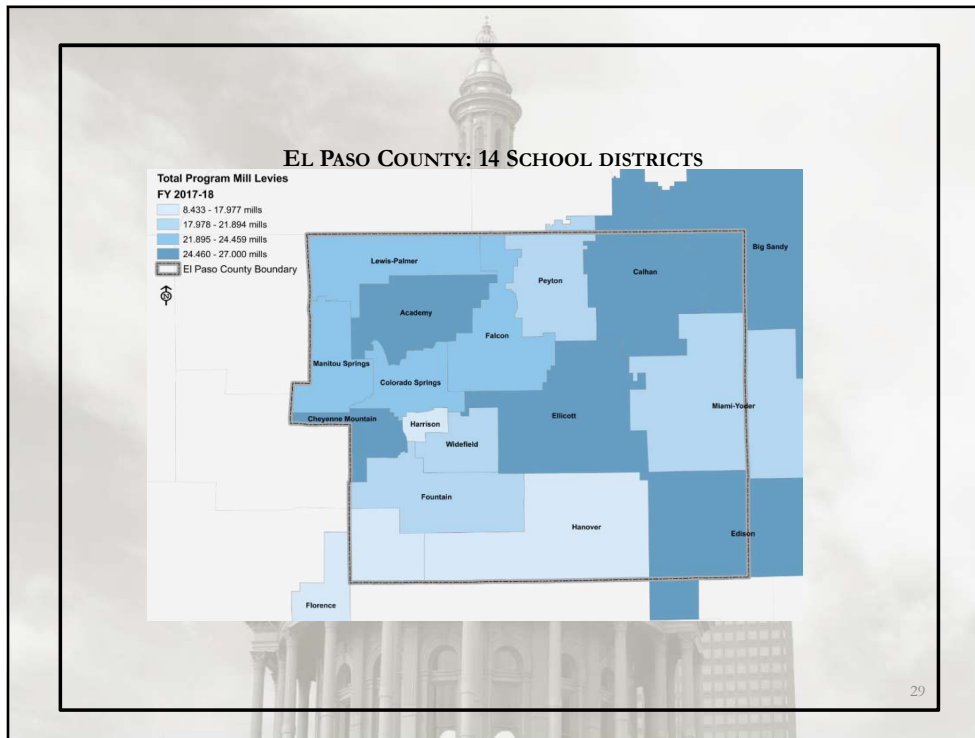 EL PASO COUNTY: 14 SCHOOL DISTRICTS
Total Program Mill Levies
FY 2017-18
8.433 - 17.977 mills
17.978 - 21.894 mills
21.895 - 24.459 mills
24.460 - 27.000 mills
El Paso County Boundary
N
Big Sandy
Lewis-Palmer
Calhan
Peyton
Academy
Falcon
Manitou Springs
Colorado Springs
Miami-Yoder
Cheyenne Mountain
Ellicott
Harrison
Widefield
Fountain
Hanover
Edison
Florence
29